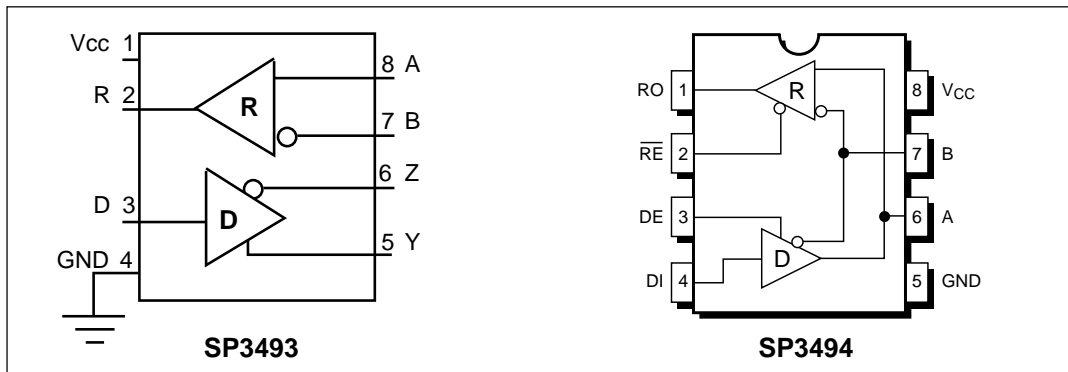 Vcc 1
R 2
D 3
GND 4
8 A
7 B
6 Z
5 Y
R
D
SP3493
RO 1
RE 2
DE 3
DI 4
8 VCC
7 B
6 A
5 GND
R
D
SP3494